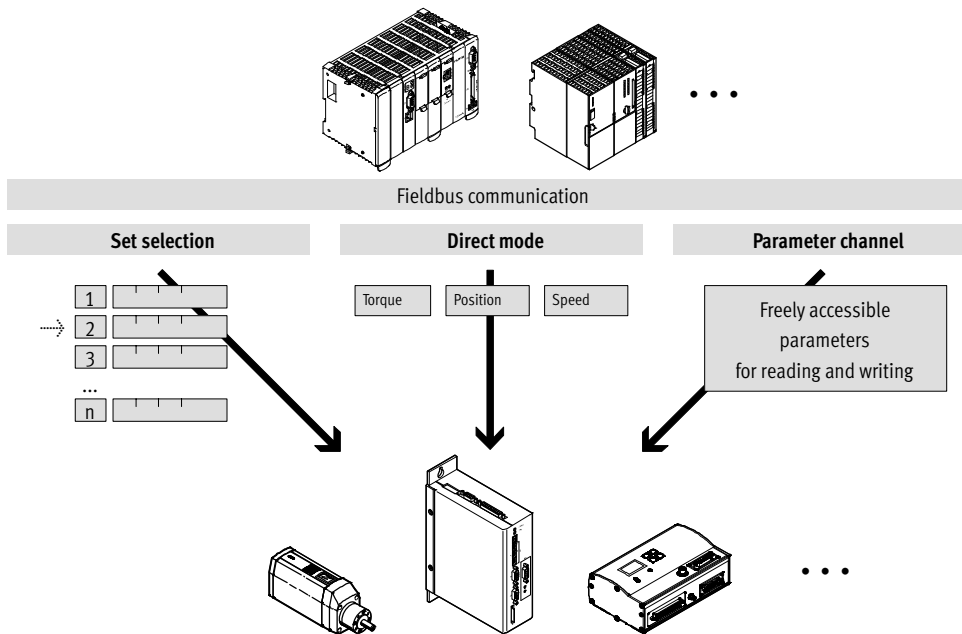 • • •
Fieldbus communication
Set selection
Direct mode
Parameter channel
1
2
3
...
n
Torque
Position
Speed
Freely accessible
parameters
for reading and writing
• • •